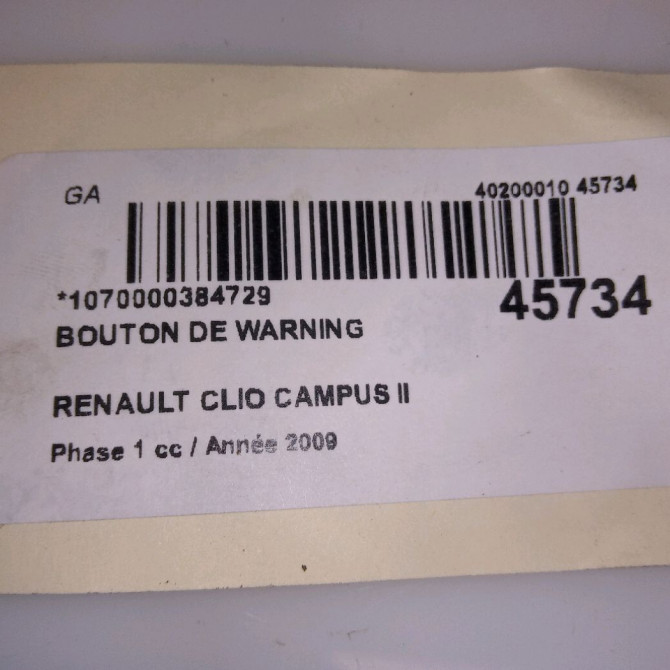 GA
40200010 45734
*1070000384729
45734
BOUTON DE WARNING
RENAULT CLIO CAMPUS II
Phase 1 cc / Année 2009